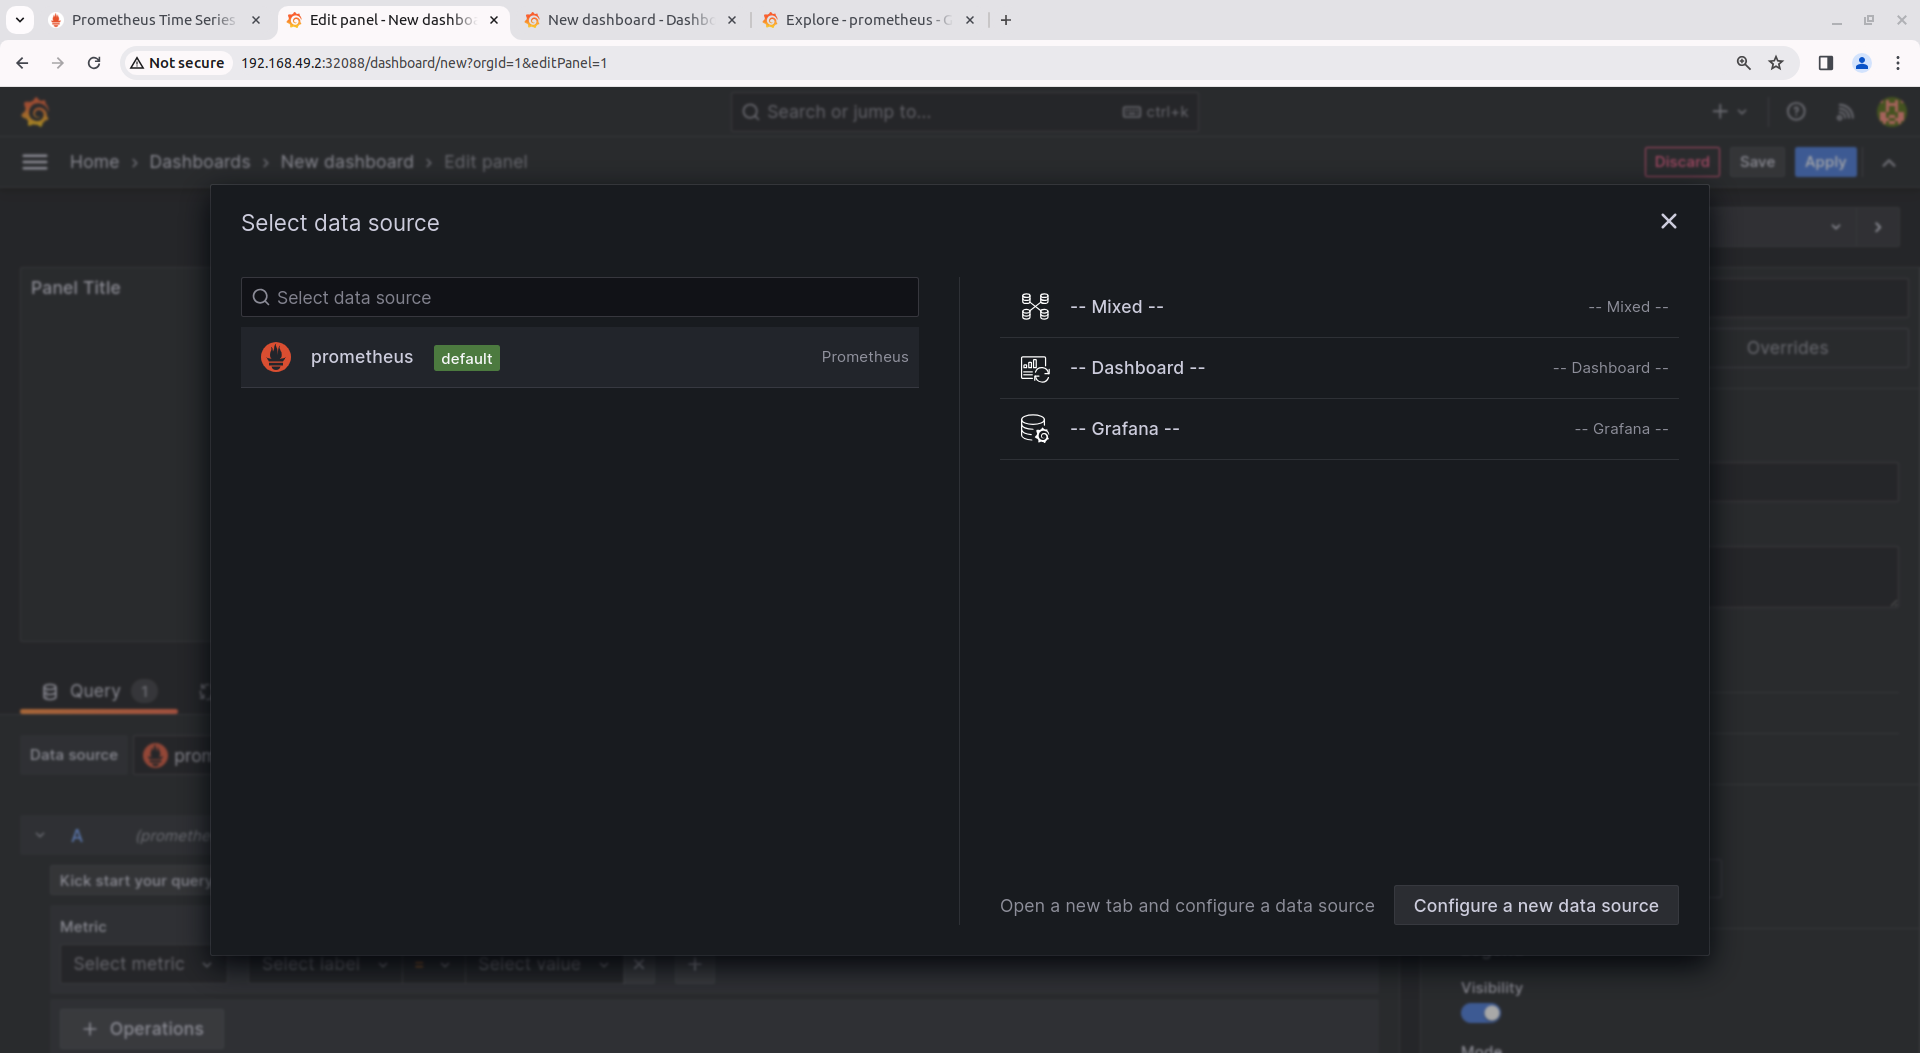 Prometheus Time Series
Edit panel - New dashboa
New dashboard - Dashbo
Explore - prometheus - G
Not secure
192.168.49.2:32088/dashboard/new?orgId=1&editPanel=1
Search or jump to...
ctrl+k
Home
Dashboards
New dashboard
Edit panel
Discard
Save
Apply
Select data source
Select data source
prometheus
default
Prometheus
-- Mixed --
-- Mixed --
-- Dashboard --
-- Dashboard --
-- Grafana --
-- Grafana --
Open a new tab and configure a data source
Configure a new data source
Panel Title
Overrides
Query
1
Data source
prom
A
(promethe
Kick start your query
Metric
Select metric
Select label
=
Select value
+ Operations
Visibility
Mode